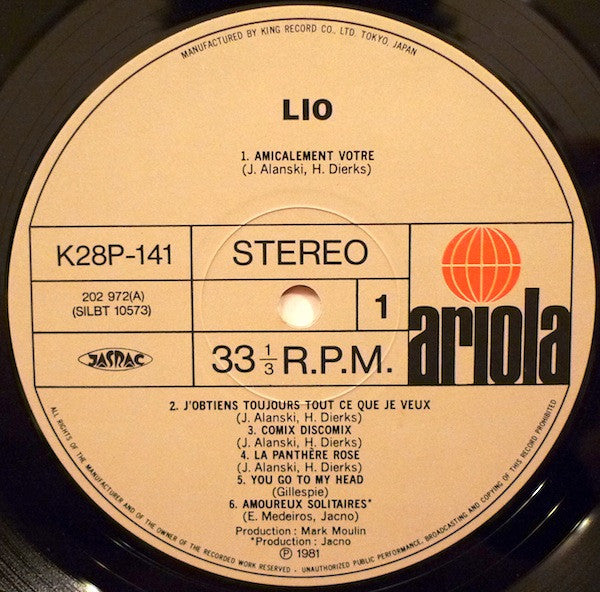 MANUFACTURED BY KING RECORD CO., LTD. TOKYO, JAPAN
LIO
1. AMICALEMENT VOTRE
(J. Alanski, H. Dierks)
K28P-141
STEREO
202 972(A)
(SILBT 10573)
1
ariola
JASRAC
33 1/3 R.P.M.
2. J'OBTIENS TOUJOURS TOUT CE QUE JE VEUX
(J. Alanski, H. Dierks)
3. COMIX DISCOMIX
(J. Alanski, H. Dierks)
4. LA PANTHÈRE ROSE
(J. Alanski, H. Dierks)
5. YOU GO TO MY HEAD
(Gillespie)
6. AMOUREUX SOLITAIRES*
(E. Medeiros, Jacno)
Production : Mark Moulin
*Production : Jacno
Ⓟ 1981
ALL RIGHTS OF THE MANUFACTURER AND OF THE OWNER OF THE RECORDED WORK RESERVED - UNAUTHORIZED PUBLIC PERFORMANCE, BROADCASTING AND COPYING OF THIS RECORD PROHIBITED